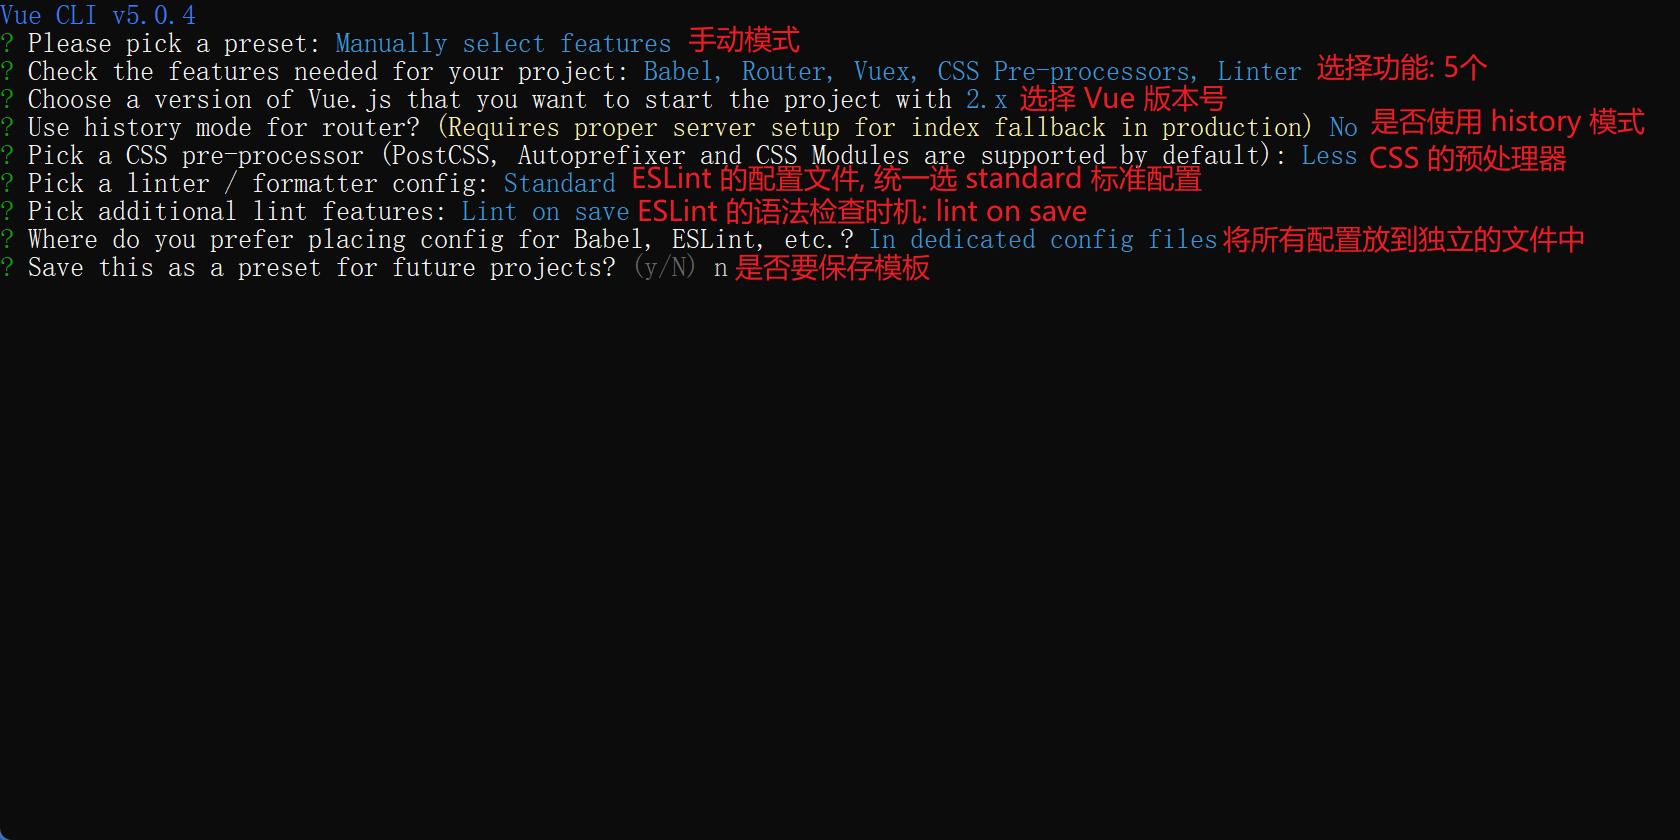 Vue CLI v5.0.4
? Please pick a preset: Manually select features 手动模式
? Check the features needed for your project: Babel, Router, Vuex, CSS Pre-processors, Linter 选择功能: 5个
? Choose a version of Vue.js that you want to start the project with 2.x 选择 Vue 版本号
? Use history mode for router? (Requires proper server setup for index fallback in production) No 是否使用 history 模式
? Pick a CSS pre-processor (PostCSS, Autoprefixer and CSS Modules are supported by default): Less CSS 的预处理器
? Pick a linter / formatter config: Standard ESLint 的配置文件, 统一选 standard 标准配置
? Pick additional lint features: Lint on save ESLint 的语法检查时机: lint on save
? Where do you prefer placing config for Babel, ESLint, etc.? In dedicated config files 将所有配置放到独立的文件中
? Save this as a preset for future projects? (y/N) n 是否要保存模板